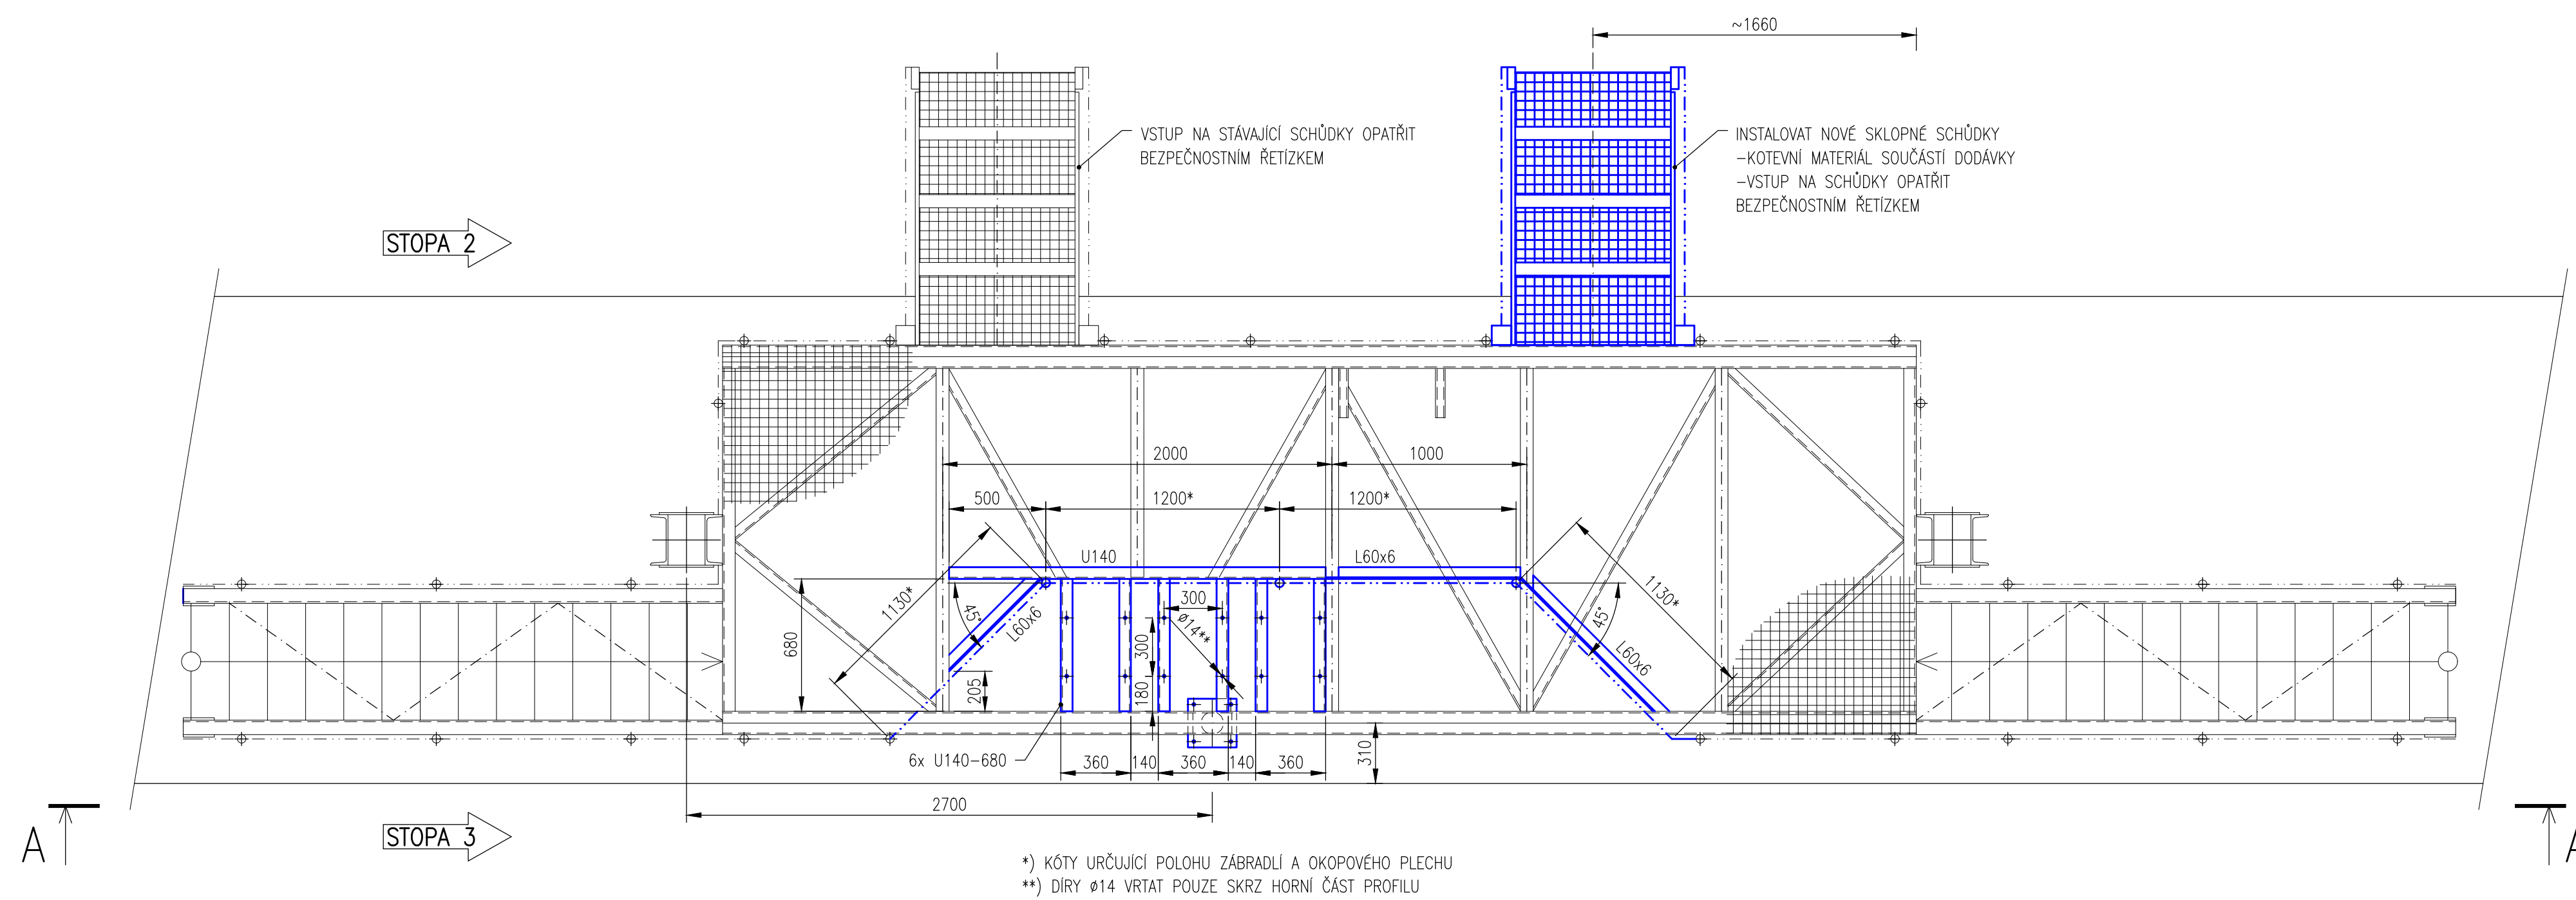 ~1660
VSTUP NA STÁVAJÍCÍ SCHŮDKY OPATŘIT
BEZPEČNOSTNÍM ŘETÍZKEM
INSTALOVAT NOVÉ SKLOPNÉ SCHŮDKY
-KOTEVNÍ MATERIÁL SOUČÁSTÍ DODÁVKY
-VSTUP NA SCHŮDKY OPATŘIT
BEZPEČNOSTNÍM ŘETÍZKEM
STOPA 2
2000
1000
500
1200*
1200*
U140
L60x6
1130*
45°
L60x6
680
205
300
ø14**
300
180
1130*
45°
L60x6
6x U140-680
360
140
360
140
360
310
2700
A
STOPA 3
A
*) KÓTY URČUJÍCÍ POLOHU ZÁBRADLÍ A OKOPOVÉHO PLECHU
**) DÍRY ø14 VRTAT POUZE SKRZ HORNÍ ČÁST PROFILU